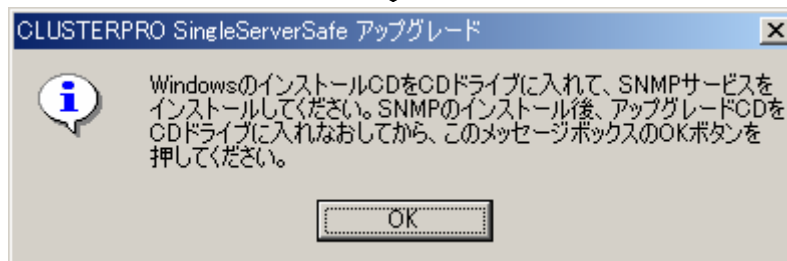 CLUSTERPRO SingleServerSafe アップグレード
WindowsのインストールCDをCDドライブに入れて、SNMPサービスを
インストールしてください。SNMPのインストール後、アップグレードCDを
CDドライブに入れなおしてから、このメッセージボックスのOKボタンを
押してください。
OK